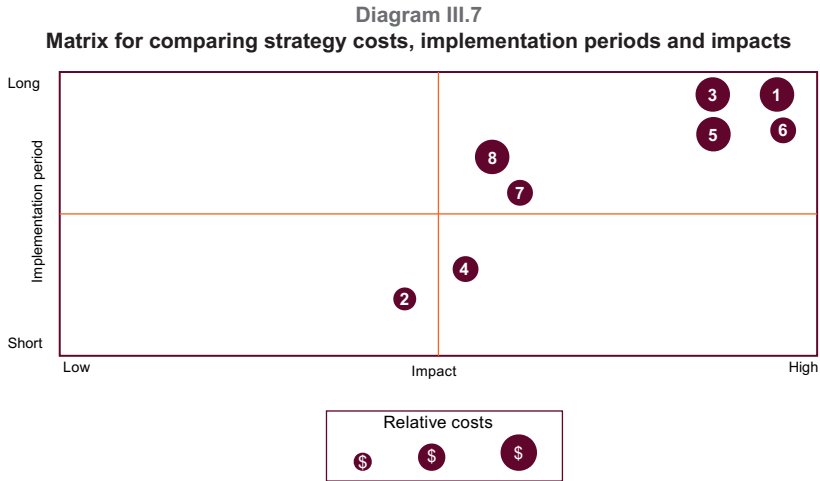 Diagram III.7
Matrix for comparing strategy costs, implementation periods and impacts
Long
3
1
5
6
8
7
Implementation period
4
2
Short
Low
Impact
High
Relative costs
$
$
$